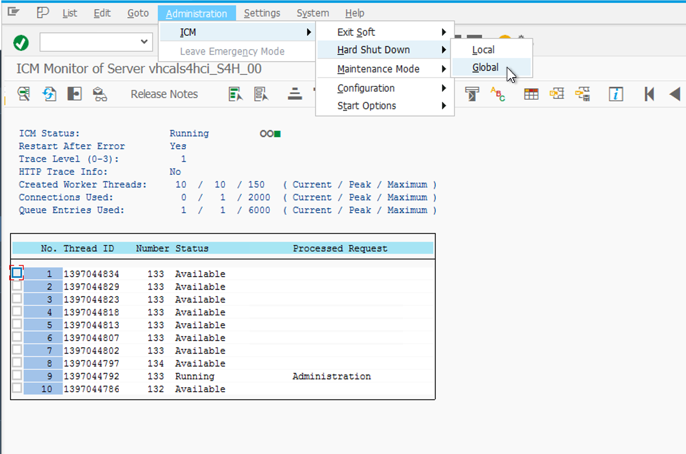 List Edit Goto Administration Settings System Help
ICM
Leave Emergency Mode
Exit Soft
Hard Shut Down
Maintenance Mode
Configuration
Start Options
Local
Global
ICM Monitor of Server vhcals4hci_S4H_00
Release Notes
ICM Status: Running
Restart After Error Yes
Trace Level (0-3): 1
HTTP Trace Info: No
Created Worker Threads: 10 / 10 / 150 ( Current / Peak / Maximum )
Connections Used: 0 / 1 / 2000 ( Current / Peak / Maximum )
Queue Entries Used: 1 / 1 / 6000 ( Current / Peak / Maximum )
No. Thread ID Number Status Processed Request
1 1397044834 133 Available
2 1397044829 133 Available
3 1397044823 133 Available
4 1397044818 133 Available
5 1397044813 133 Available
6 1397044807 133 Available
7 1397044802 133 Available
8 1397044797 134 Available
9 1397044792 133 Running Administration
10 1397044786 132 Available